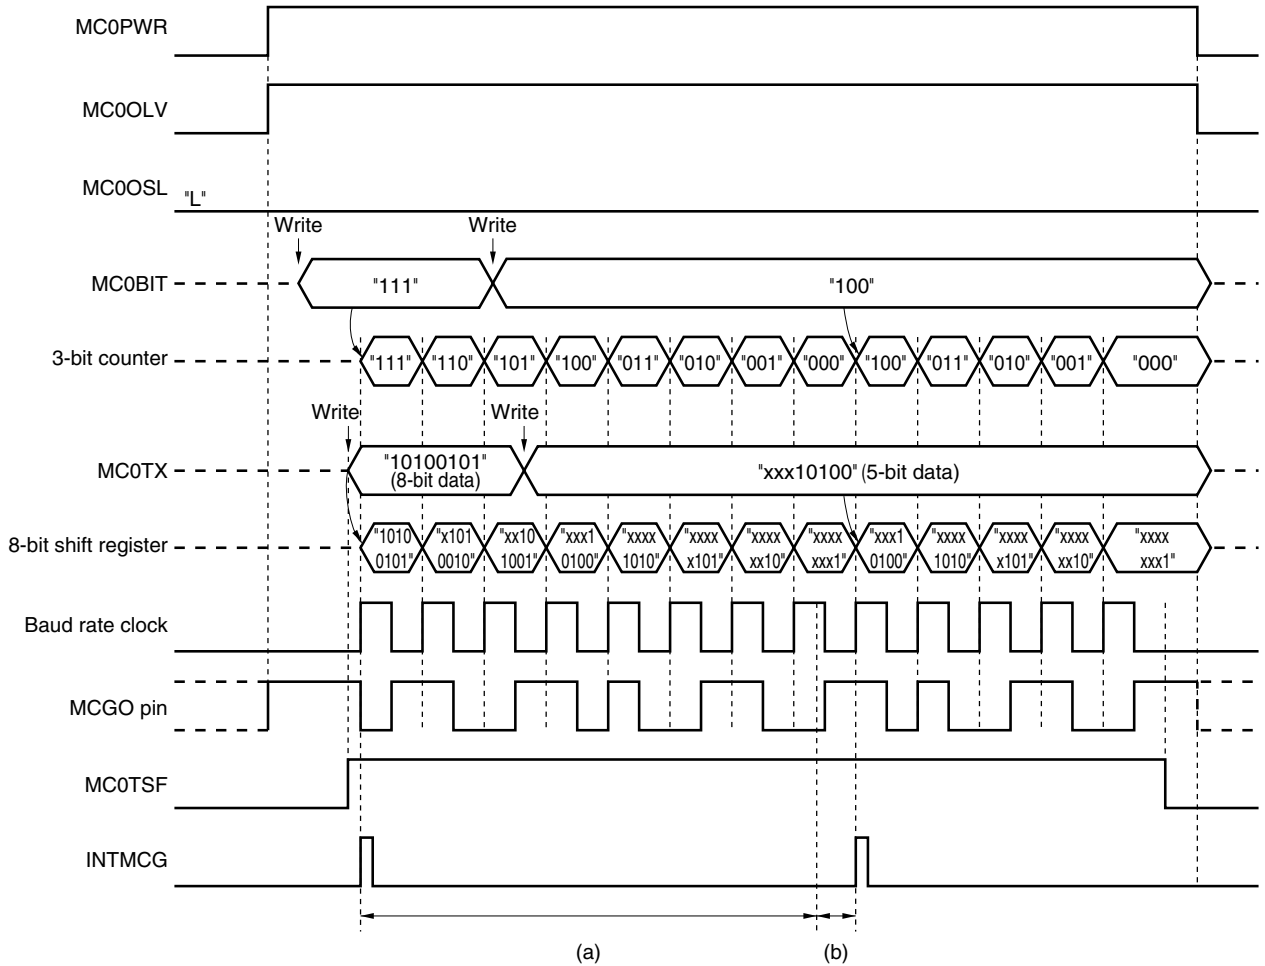 MC0PWR
MC0OLV
MC0OSL "L"
Write Write
MC0BIT "111" "100"
3-bit counter "111" "110" "101" "100" "011" "010" "001" "000" "100" "011" "010" "001" "000"
Write Write
MC0TX "10100101" "xxx10100" (5-bit data)
(8-bit data)
8-bit shift register
"1010 "x101 "xx10 "xxx1 "xxxx "xxxx "xxxx "xxxx "xxx1 "xxxx "xxxx "xxxx "xxxx
0101" 0010" 1001" 0100" 1010" x101" xx10" xxx1" 0100" 1010" x101" xx10" xxx1"
Baud rate clock
MCGO pin
MC0TSF
INTMCG
(a) (b)